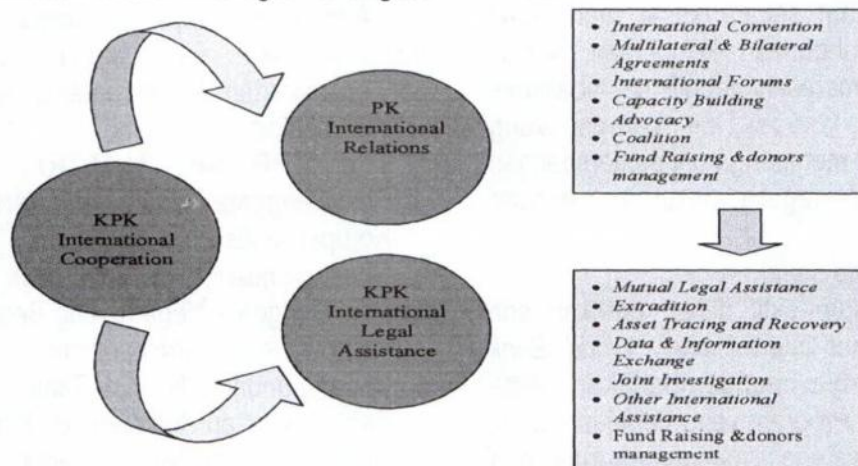 PK
International
Relations
KPK
International
Cooperation
KPK
International
Legal
Assistance
• International Convention
• Multilateral & Bilateral
Agreements
• International Forums
• Capacity Building
• Advocacy
• Coalition
• Fund Raising &donors
management
• Mutual Legal Assistance
• Extradition
• Asset Tracing and Recovery
• Data & Information
Exchange
• Joint Investigation
• Other International
Assistance
• Fund Raising &donors
management